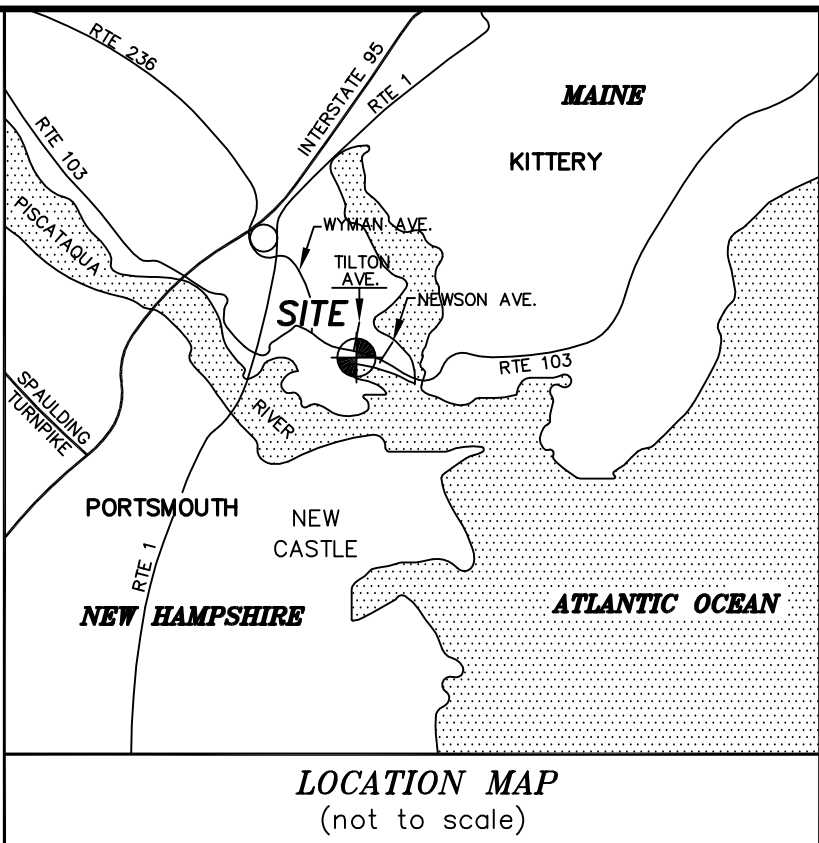 RTE 236
INTERSTATE 95
RTE 1
MAINE
RTE 103
KITTERY
PISCATAQUA
WYMAN AVE.
TILTON
AVE.
SITE
NEWSON AVE.
RTE 103
SPAULDING
TURNPIKE
RIVER
PORTSMOUTH
NEW
CASTLE
RTE 1
NEW HAMPSHIRE
ATLANTIC OCEAN
LOCATION MAP
(not to scale)